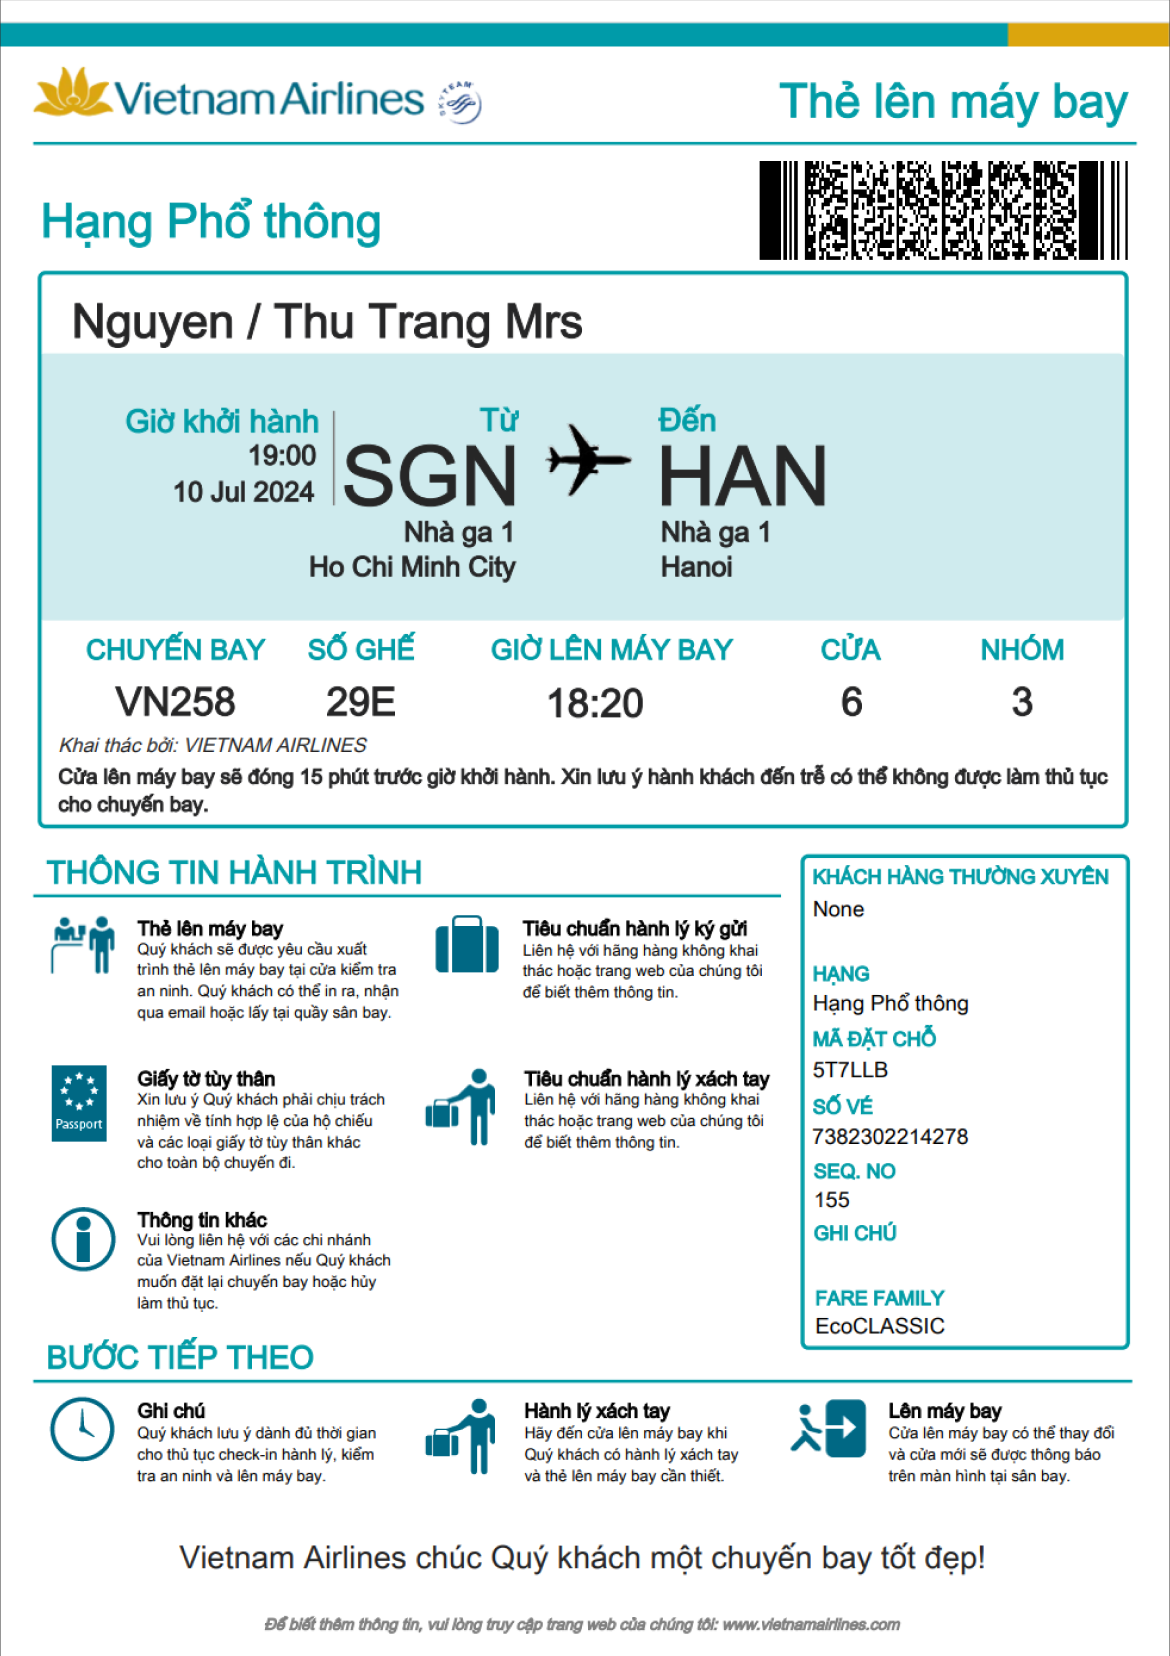 Vietnam Airlines SKYTEAM
Thẻ lên máy bay
Hạng Phổ thông
Nguyen / Thu Trang Mrs
Giờ khởi hành
19:00
10 Jul 2024
Từ
SGN
Nhà ga 1
Ho Chi Minh City
Đến
HAN
Nhà ga 1
Hanoi
CHUYẾN BAY SỐ GHẾ GIỜ LÊN MÁY BAY CỬA NHÓM
VN258 29E 18:20 6 3
Khai thác bởi: VIETNAM AIRLINES
Cửa lên máy bay sẽ đóng 15 phút trước giờ khởi hành. Xin lưu ý hành khách đến trễ có thể không được làm thủ tục
cho chuyến bay.
THÔNG TIN HÀNH TRÌNH
Thẻ lên máy bay
Quý khách sẽ được yêu cầu xuất
trình thẻ lên máy bay tại cửa kiểm tra
an ninh. Quý khách có thể in ra, nhận
qua email hoặc lấy tại quầy sân bay.
Tiêu chuẩn hành lý ký gửi
Liên hệ với hãng hàng không khai
thác hoặc trang web của chúng tôi
để biết thêm thông tin.
Passport
Giấy tờ tùy thân
Xin lưu ý Quý khách phải chịu trách
nhiệm về tính hợp lệ của hộ chiếu
và các loại giấy tờ tùy thân khác
cho toàn bộ chuyến đi.
Tiêu chuẩn hành lý xách tay
Liên hệ với hãng hàng không khai
thác hoặc trang web của chúng tôi
để biết thêm thông tin.
Thông tin khác
Vui lòng liên hệ với các chi nhánh
của Vietnam Airlines nếu Quý khách
muốn đặt lại chuyến bay hoặc hủy
làm thủ tục.
KHÁCH HÀNG THƯỜNG XUYÊN
None
HẠNG
Hạng Phổ thông
MÃ ĐẶT CHỖ
5T7LLB
SỐ VÉ
7382302214278
SEQ. NO
155
GHI CHÚ
FARE FAMILY
EcoCLASSIC
BƯỚC TIẾP THEO
Ghi chú
Quý khách lưu ý dành đủ thời gian
cho thủ tục check-in hành lý, kiểm
tra an ninh và lên máy bay.
Hành lý xách tay
Hãy đến cửa lên máy bay khi
Quý khách có hành lý xách tay
và thẻ lên máy bay cần thiết.
Lên máy bay
Cửa lên máy bay có thể thay đổi
và cửa mới sẽ được thông báo
trên màn hình tại sân bay.
Vietnam Airlines chúc Quý khách một chuyến bay tốt đẹp!
Để biết thêm thông tin, vui lòng truy cập trang web của chúng tôi: www.vietnamairlines.com